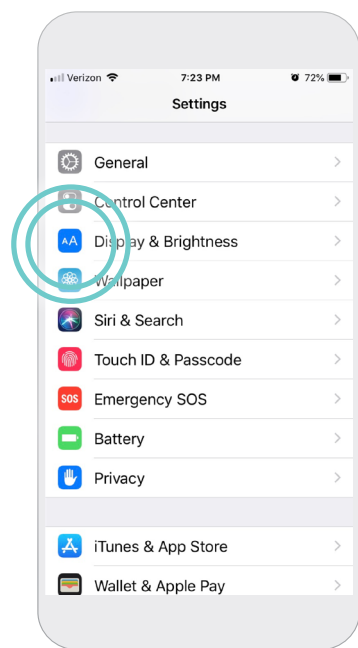 Verizon 7:23 PM 72%
Settings
General
Control Center
AA Display & Brightness
Wallpaper
Siri & Search
Touch ID & Passcode
SOS Emergency SOS
Battery
Privacy
iTunes & App Store
Wallet & Apple Pay